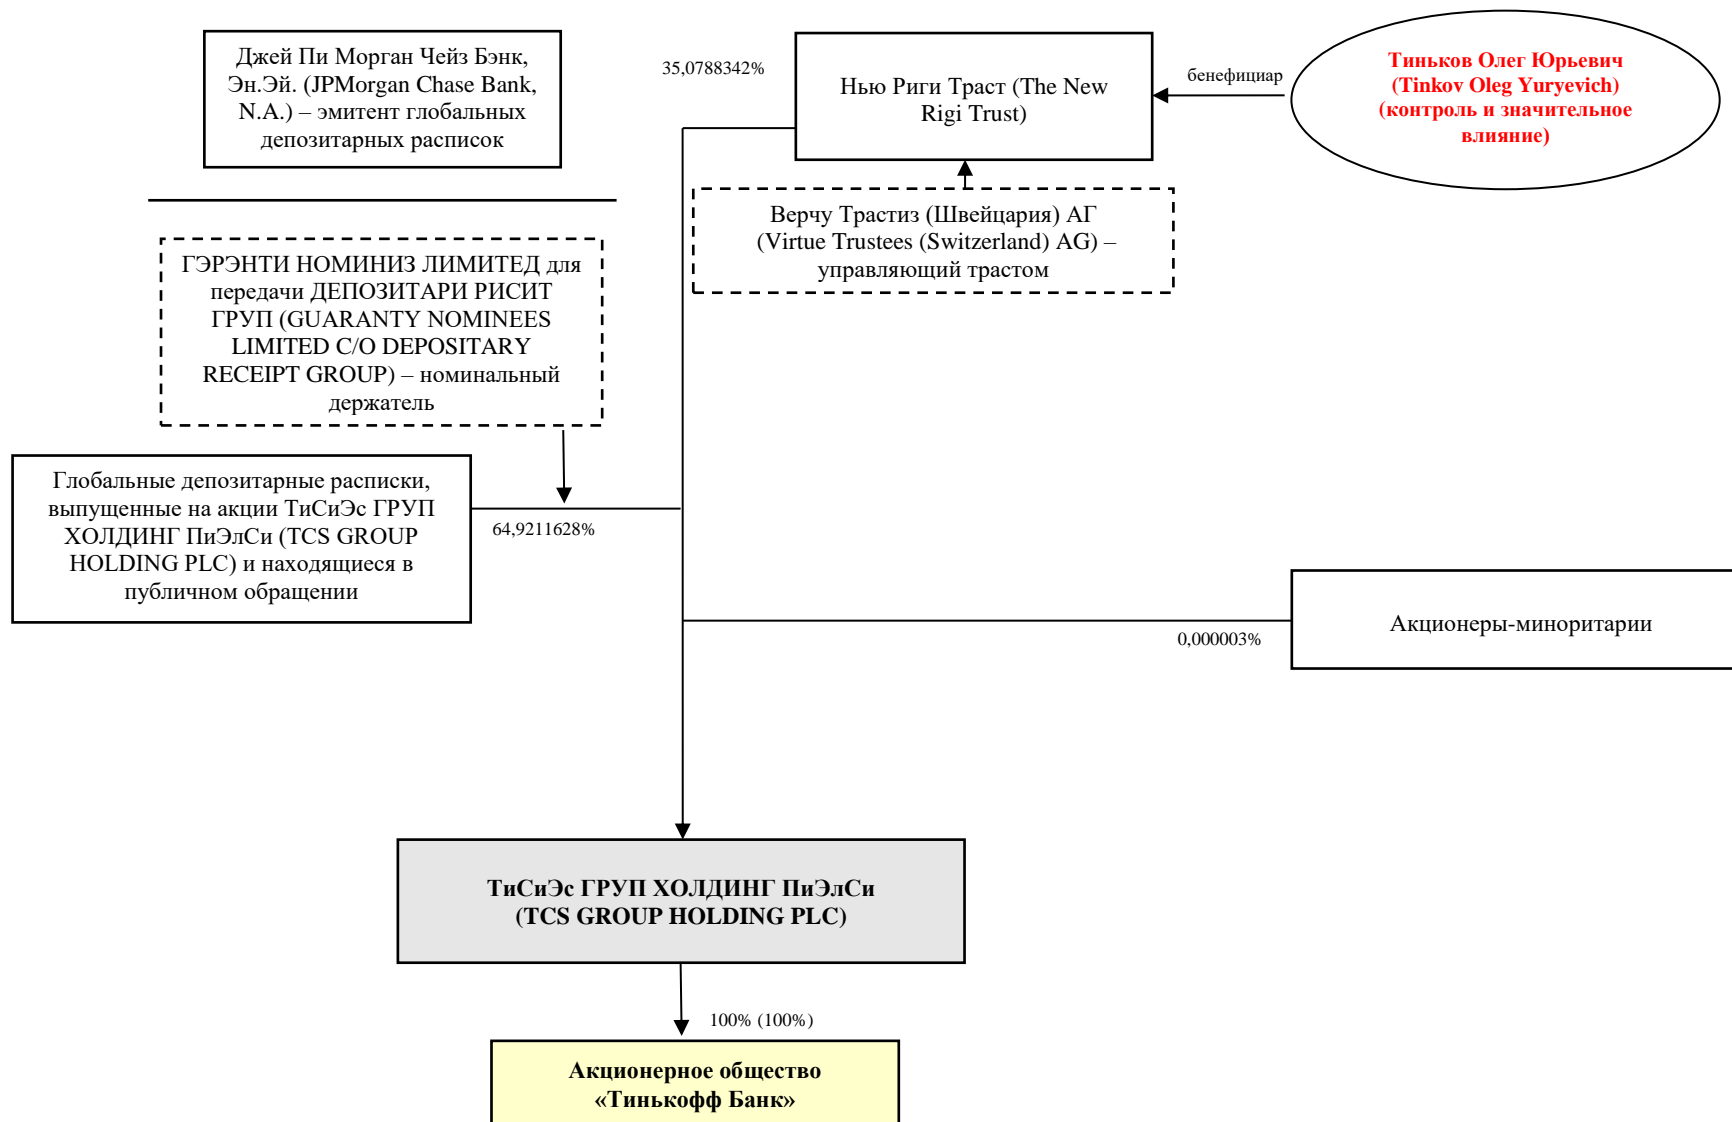 Джей Пи Морган Чейз Бэнк,
Эн.Эй. (JPMorgan Chase Bank,
N.A.) – эмитент глобальных
депозитарных расписок
35,0788342%
Нью Риги Траст (The New
Rigi Trust)
бенефициар
Тиньков Олег Юрьевич
(Tinkov Oleg Yuryevich)
(контроль и значительное
влияние)
Верчу Трастиз (Швейцария) АГ
(Virtue Trustees (Switzerland) AG) –
управляющий трастом
ГЭРЭНТИ НОМИНИЗ ЛИМИТЕД для
передачи ДЕПОЗИТАРИ РИСИТ
ГРУП (GUARANTY NOMINEES
LIMITED C/O DEPOSITARY
RECEIPT GROUP) – номинальный
держатель
Глобальные депозитарные расписки,
выпущенные на акции ТиСиЭс ГРУП
ХОЛДИНГ ПиЭлСи (TCS GROUP
HOLDING PLC) и находящиеся в
публичном обращении
64,9211628%
Акционеры-миноритарии
0,000003%
ТиСиЭс ГРУП ХОЛДИНГ ПиЭлСи
(TCS GROUP HOLDING PLC)
100% (100%)
Акционерное общество
«Тинькофф Банк»